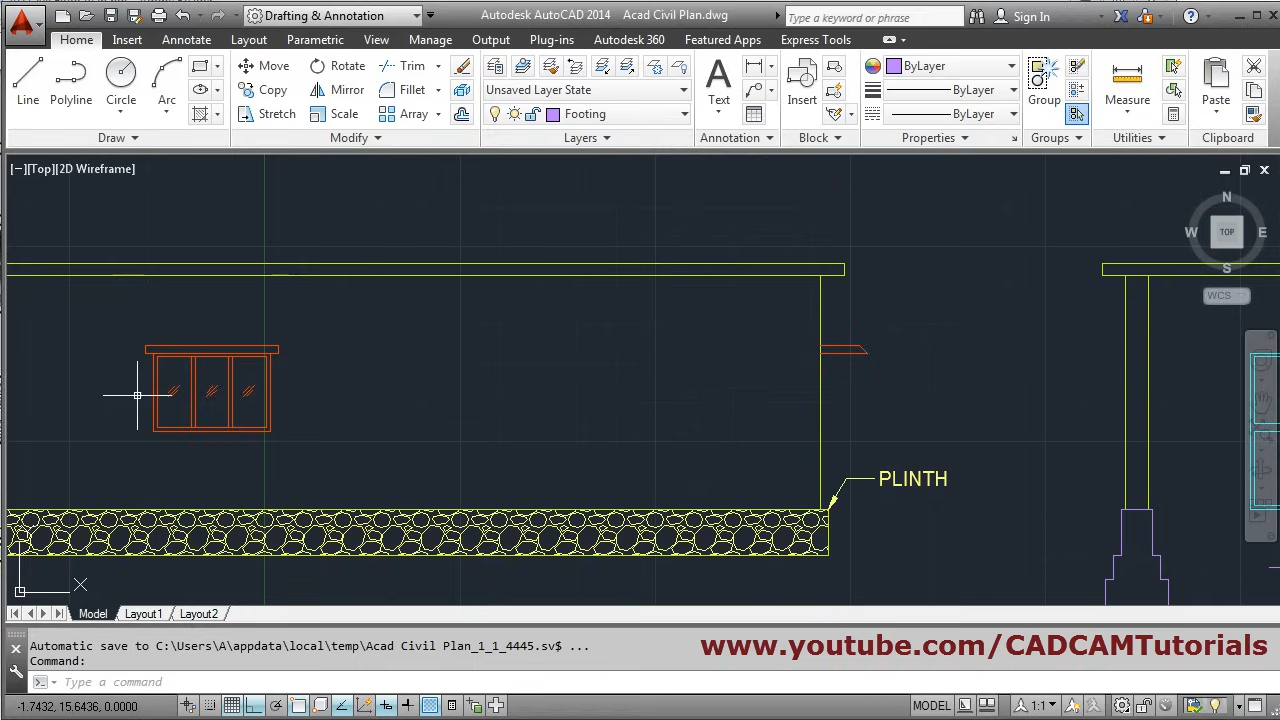 Drafting & Annotation
Autodesk AutoCAD 2014 Acad Civil Plan.dwg
Type a keyword or phrase
Sign In
Home Insert Annotate Layout Parametric View Manage Output Plug-ins Autodesk 360 Featured Apps Express Tools
Line Polyline Circle Arc
Move Rotate Trim
Copy Mirror Fillet
Stretch Scale Array
Unsaved Layer State
Footing
Text
Insert
ByLayer
ByLayer
ByLayer
Group
Measure
Paste
Draw Modify Layers Annotation Block Properties Groups Utilities Clipboard
[−][Top][2D Wireframe]
N
W TOP E
S
WCS
PLINTH
Model Layout1 Layout2
Automatic save to C:\Users\A\appdata\local\temp\Acad Civil Plan_1_1_4445.sv$ ...
Command:
www.youtube.com/CADCAMTutorials
Type a command
-1.7432, 15.6436, 0.0000
MODEL
1:1